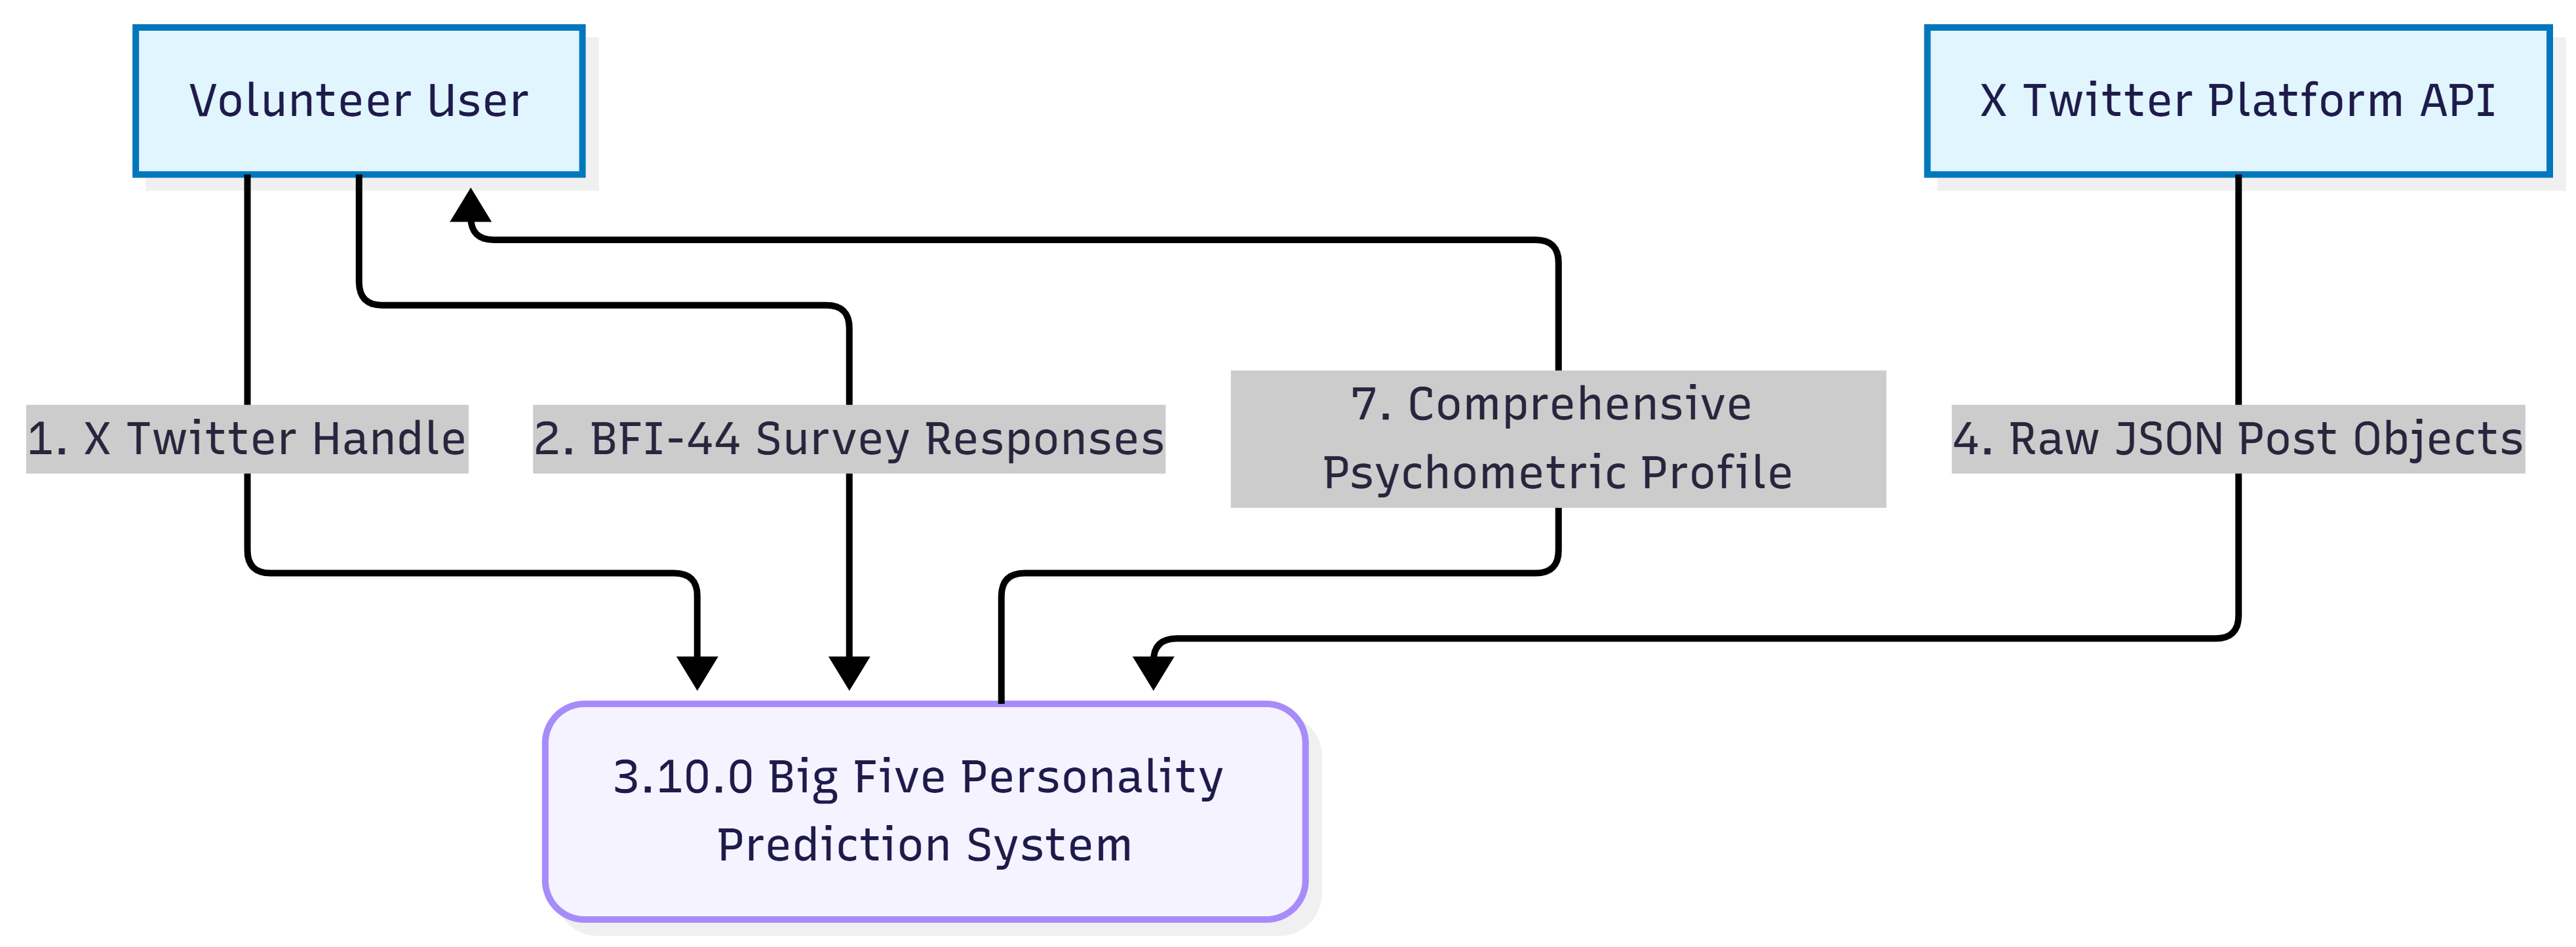 Volunteer User
X Twitter Platform API
1. X Twitter Handle
2. BFI-44 Survey Responses
7. Comprehensive
Psychometric Profile
4. Raw JSON Post Objects
3.10.0 Big Five Personality
Prediction System